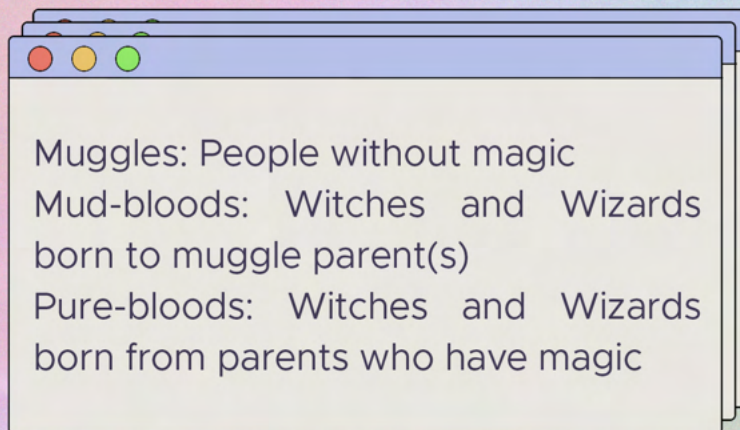 Muggles: People without magic
Mud-bloods: Witches and Wizards
born to muggle parent(s)
Pure-bloods: Witches and Wizards
born from parents who have magic